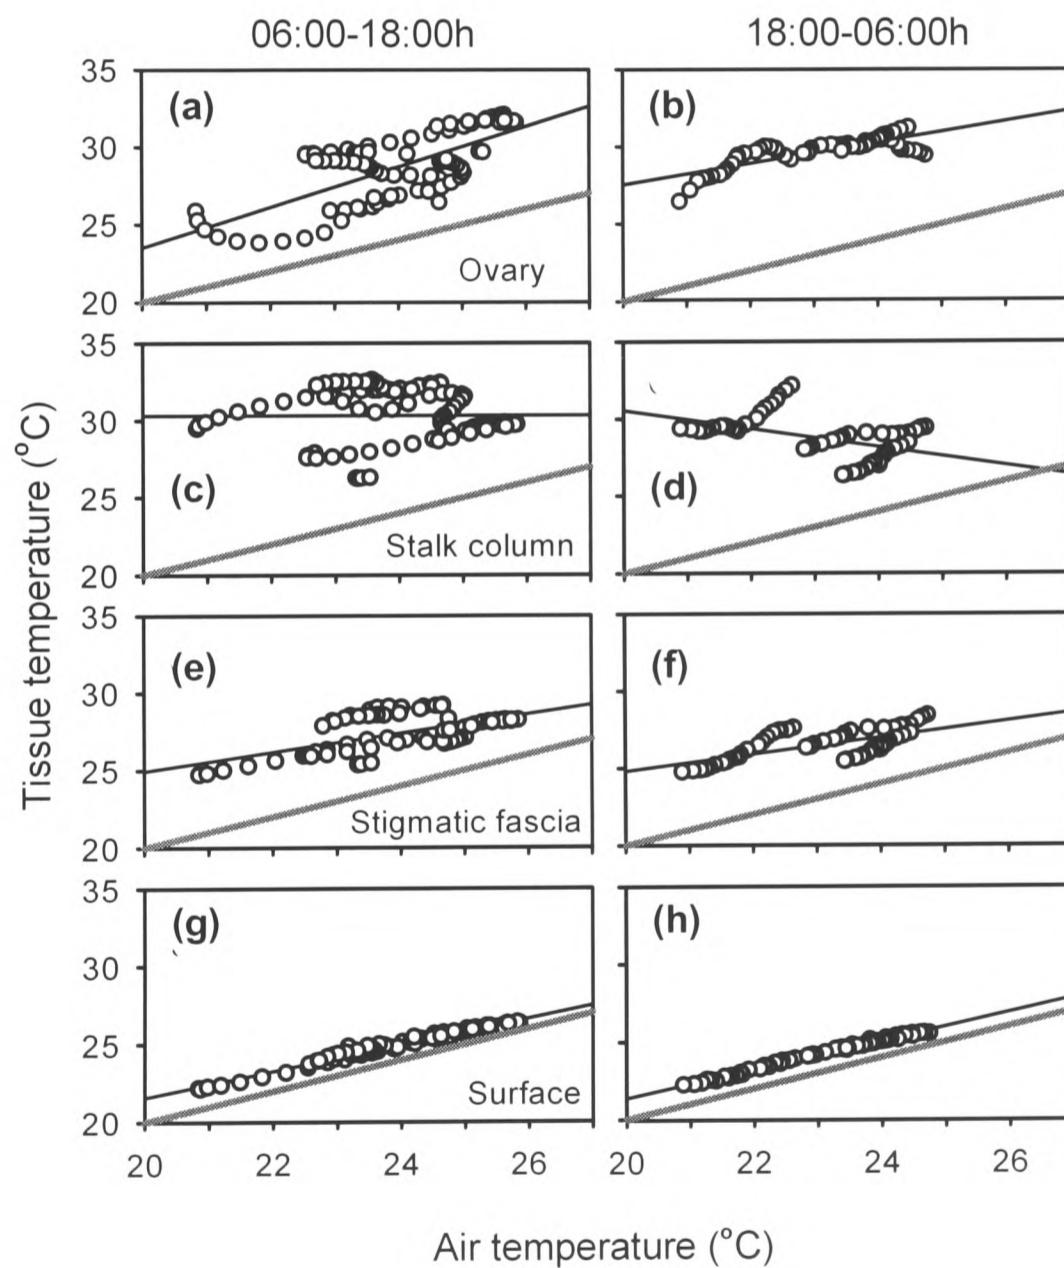 06:00-18:00h 18:00-06:00h
35 (a) (b)
30
25
20 Ovary
35
30
25 (c) (d)
20 Stalk column
35 (e) (f)
30
25
20 Stigmatic fascia
35 (g) (h)
30
25
20 Surface
20 22 24 26 20 22 24 26
Tissue temperature (°C)
Air temperature (°C)